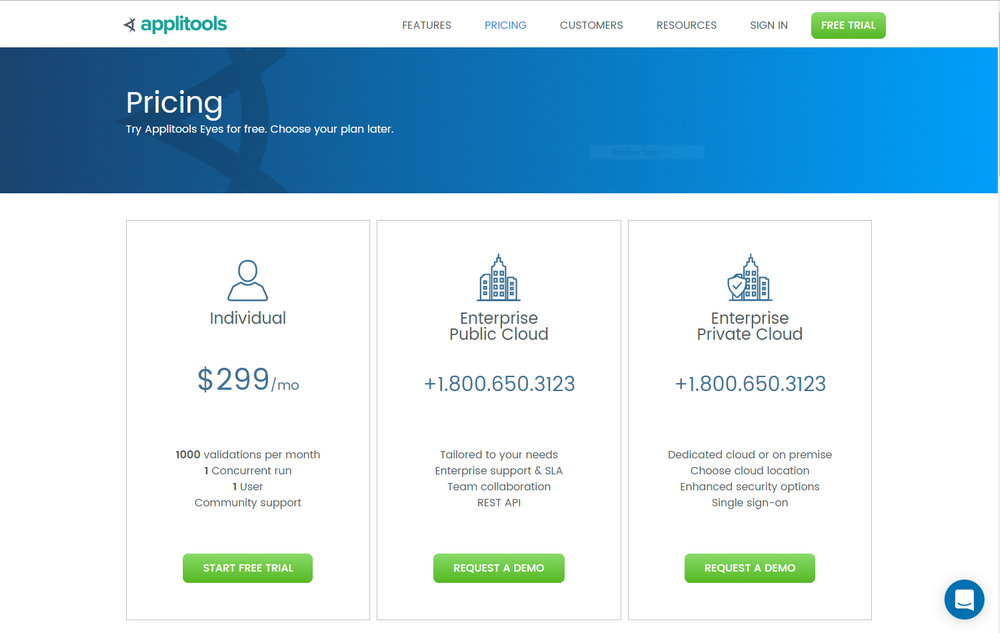 applitools
FEATURES
PRICING
CUSTOMERS
RESOURCES
SIGN IN
FREE TRIAL
Pricing
Try Applitools Eyes for free. Choose your plan later.
Individual
$299/mo
1000 validations per month
1 Concurrent run
1 User
Community support
START FREE TRIAL
Enterprise
Public Cloud
+1.800.650.3123
Tailored to your needs
Enterprise support & SLA
Team collaboration
REST API
REQUEST A DEMO
Enterprise
Private Cloud
+1.800.650.3123
Dedicated cloud or on premise
Choose cloud location
Enhanced security options
Single sign-on
REQUEST A DEMO